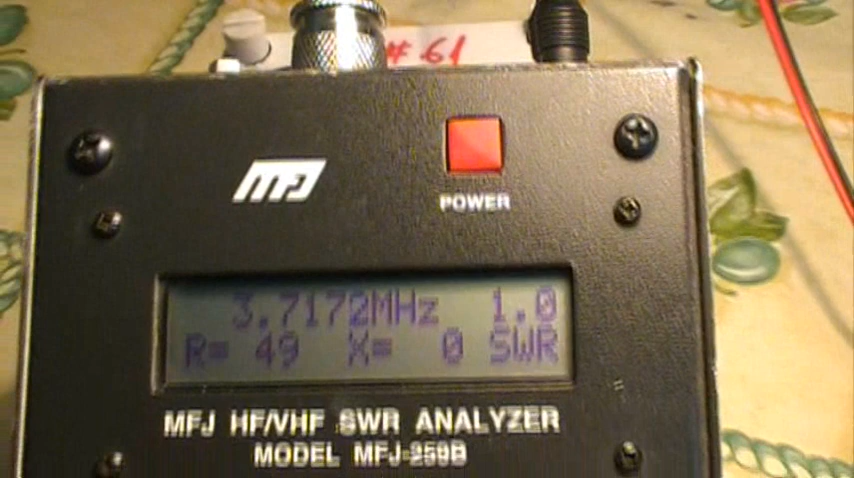 # 61
MFJ
POWER
3.7172MHz 1.0
R= 49 X= 0 SWR
MFJ HF/VHF SWR ANALYZER
MODEL MFJ-259B